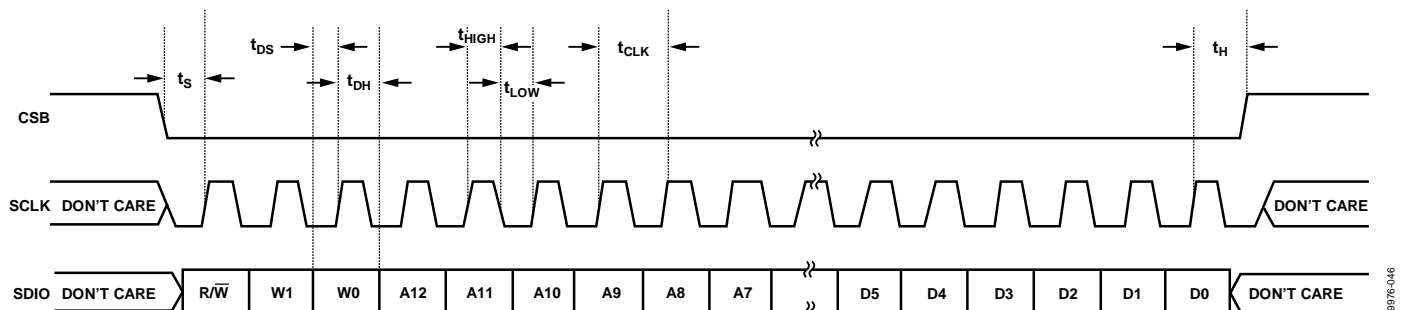 tDS
tHIGH
tCLK
tH
tS
tDH
tLOW
CSB
SCLK DON'T CARE
DON'T CARE
SDIO DON'T CARE R/W̅ W1 W0 A12 A11 A10 A9 A8 A7 D5 D4 D3 D2 D1 D0 DON'T CARE
9976-046